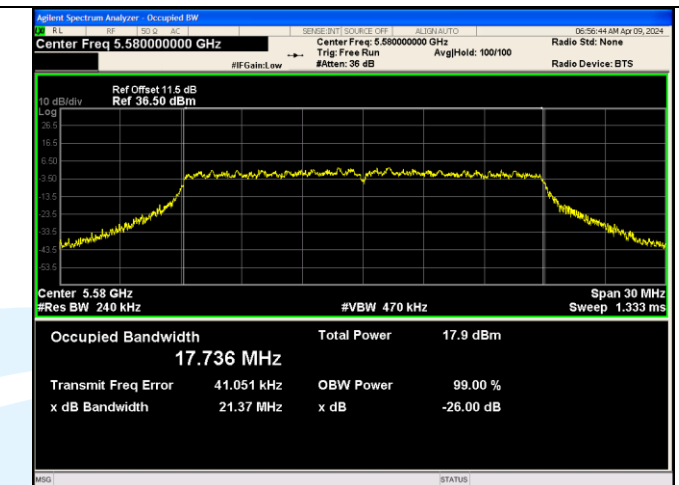 Agilent Spectrum Analyzer - Occupied BW
RL RF 50 Ω AC SENSE:INT SOURCE OFF ALIGNAUTO 06:56:44 AM Apr 09, 2024
Center Freq 5.580000000 GHz Center Freq: 5.580000000 GHz Radio Std: None
Trig: Free Run Avg|Hold: 100/100
#IFGain:Low #Atten: 36 dB Radio Device: BTS
Ref Offset 11.5 dB
10 dB/div Ref 36.50 dBm
Log
26.5
16.5
6.50
-3.50
-13.5
-23.5
-33.5
-43.5
-53.5
Center 5.58 GHz Span 30 MHz
#Res BW 240 kHz #VBW 470 kHz Sweep 1.333 ms
Occupied Bandwidth Total Power 17.9 dBm
17.736 MHz
Transmit Freq Error 41.051 kHz OBW Power 99.00 %
x dB Bandwidth 21.37 MHz x dB -26.00 dB
MSG STATUS